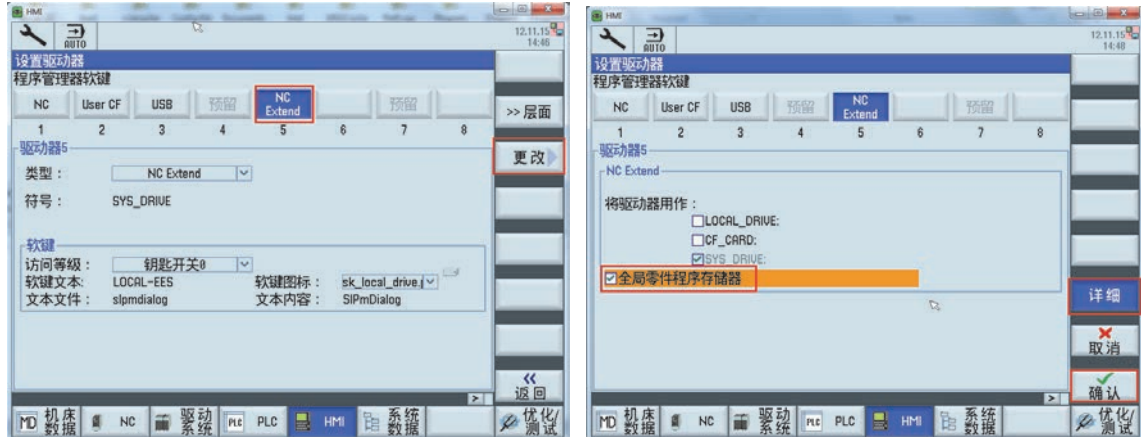 HMI
AUTO
12.11.15
14:46
设置驱动器
程序管理器软键
NC User CF USB 预留 NC Extend 预留
1 2 3 4 5 6 7 8
>> 层面
驱动器5
更改
类型： NC Extend
符号： SYS_DRIVE
软键
访问等级： 钥匙开关0
软键文本: LOCAL-EES 软键图标： sk_local_drive.
文本文件： slpmdialog 文本内容： SlPmDialog
«
返回
>
MD 机床数据 NC 驱动系统 PLC PLC HMI 系统数据 优化/测试
HMI
AUTO
12.11.15
14:48
设置驱动器
程序管理器软键
NC User CF USB 预留 NC Extend 预留
1 2 3 4 5 6 7 8
驱动器5
NC Extend
将驱动器用作：
LOCAL_DRIVE:
CF_CARD:
SYS_DRIVE:
全局零件程序存储器
详细
取消
确认
>
MD 机床数据 NC 驱动系统 PLC PLC HMI 系统数据 优化/测试